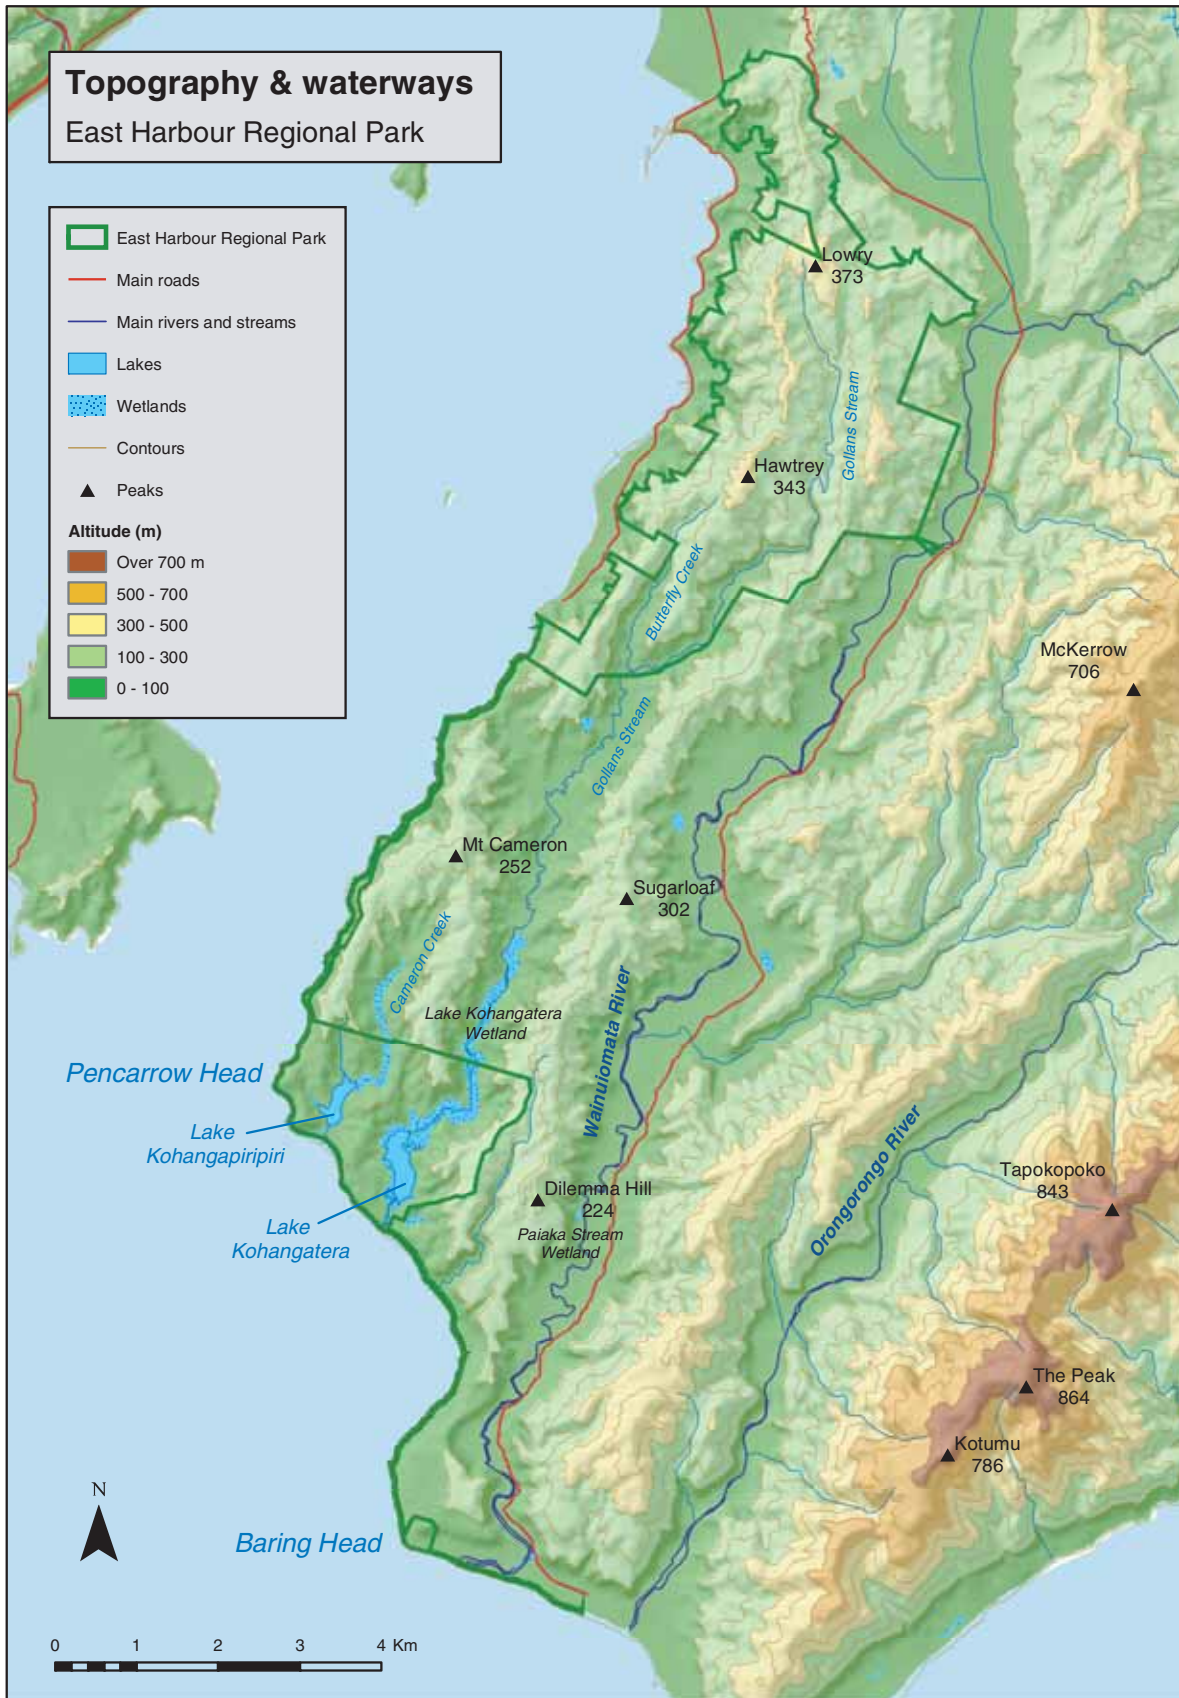 Topography & waterways
East Harbour Regional Park
East Harbour Regional Park
Main roads
Main rivers and streams
Lakes
Wetlands
Contours
Peaks
Altitude (m)
Over 700 m
500 - 700
300 - 500
100 - 300
0 - 100
Lowry
373
Gollans Stream
Hawtrey
343
Butterfly Creek
McKerrow
706
Gollans Stream
Mt Cameron
252
Sugarloaf
302
Cameron Creek
Lake Kohangatera
Wetland
Wainuiomata River
Pencarrow Head
Lake
Kohangapiripiri
Orongorongo River
Tapokopoko
843
Dilemma Hill
224
Lake
Kohangatera
Paiaka Stream
Wetland
The Peak
864
Kotumu
786
N
Baring Head
0 1 2 3 4 Km